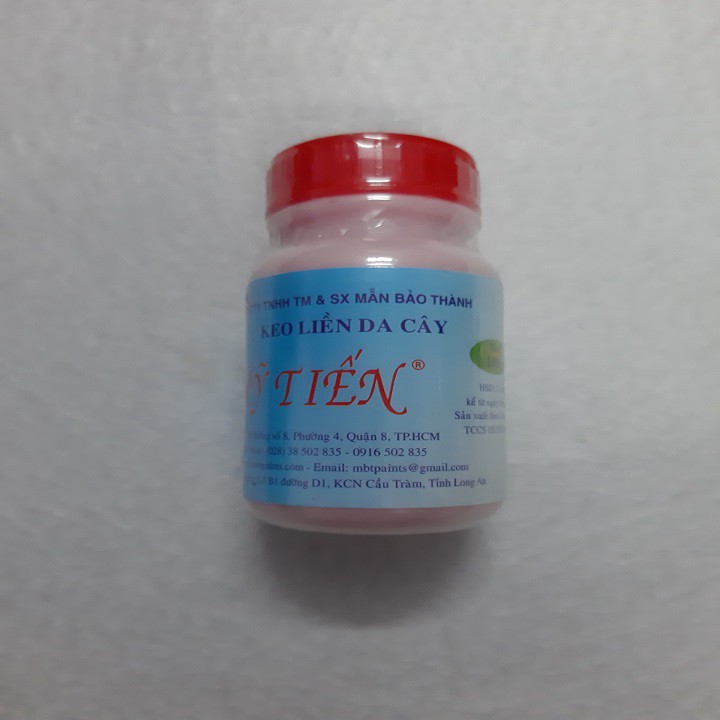 TNHH TM & SX MẪN BẢO THÀNH
KEO LIỀN DA CÂY
TIẾN ®
số 8, Phường 4, Quận 8, TP.HCM
(028) 38 502 835 - 0916 502 835
Email: mbtpaints@gmail.com
B1 đường D1, KCN Cầu Tràm, Tỉnh Long An
HSD:
kể từ ngày
Sản xuất
TCCS